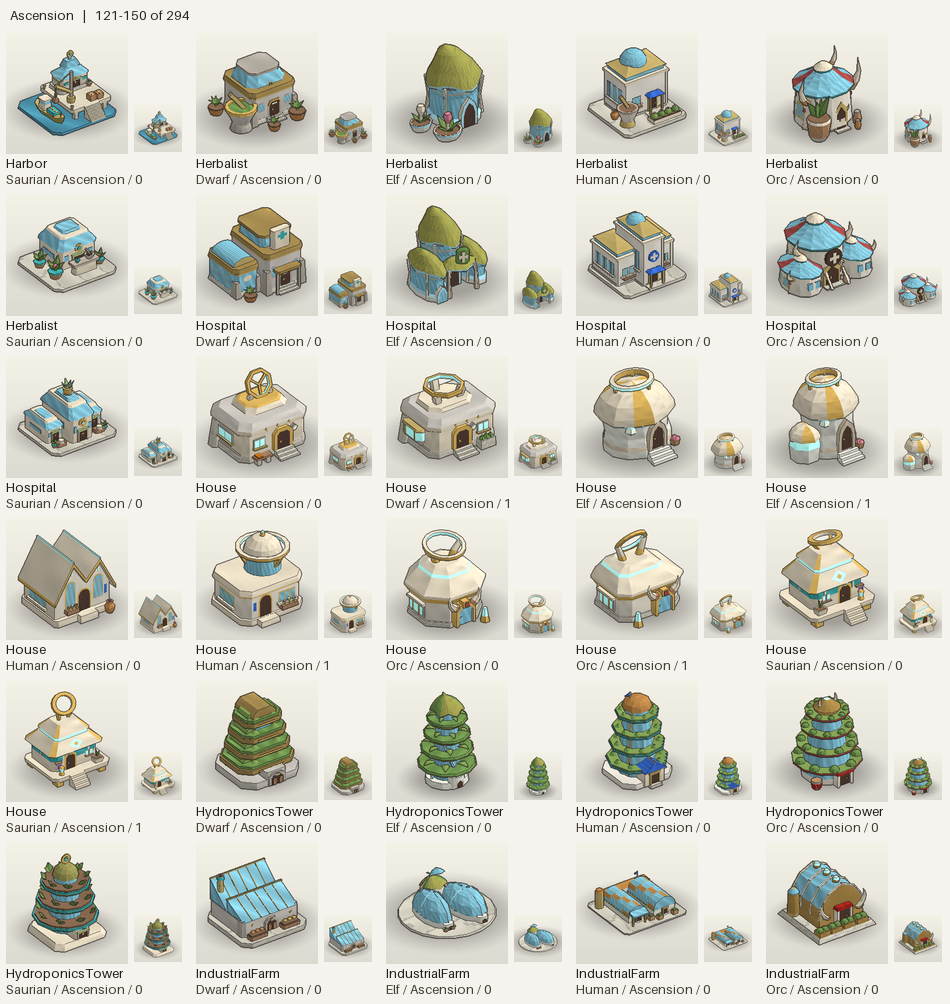 Ascension | 121-150 of 294
Harbor
Saurian / Ascension / 0
Herbalist
Dwarf / Ascension / 0
Herbalist
Elf / Ascension / 0
Herbalist
Human / Ascension / 0
Herbalist
Orc / Ascension / 0
Herbalist
Saurian / Ascension / 0
Hospital
Dwarf / Ascension / 0
Hospital
Elf / Ascension / 0
Hospital
Human / Ascension / 0
Hospital
Orc / Ascension / 0
Hospital
Saurian / Ascension / 0
House
Dwarf / Ascension / 0
House
Dwarf / Ascension / 1
House
Elf / Ascension / 0
House
Elf / Ascension / 1
House
Human / Ascension / 0
House
Human / Ascension / 1
House
Orc / Ascension / 0
House
Orc / Ascension / 1
House
Saurian / Ascension / 0
House
Saurian / Ascension / 1
HydroponicsTower
Dwarf / Ascension / 0
HydroponicsTower
Elf / Ascension / 0
HydroponicsTower
Human / Ascension / 0
HydroponicsTower
Orc / Ascension / 0
HydroponicsTower
Saurian / Ascension / 0
IndustrialFarm
Dwarf / Ascension / 0
IndustrialFarm
Elf / Ascension / 0
IndustrialFarm
Human / Ascension / 0
IndustrialFarm
Orc / Ascension / 0